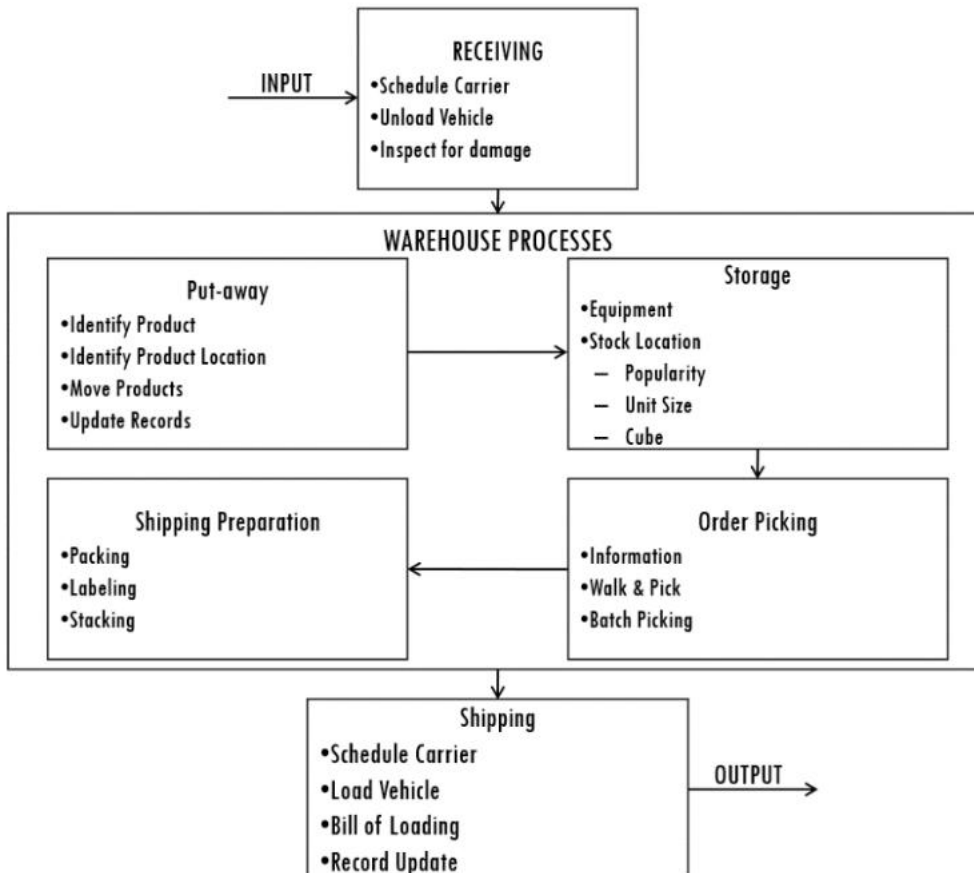 RECEIVING
INPUT
•Schedule Carrier
•Unload Vehicle
•Inspect for damage
WAREHOUSE PROCESSES
Put-away
•Identify Product
•Identify Product Location
•Move Products
•Update Records
Storage
•Equipment
•Stock Location
– Popularity
– Unit Size
– Cube
Order Picking
•Information
•Walk & Pick
•Batch Picking
Shipping Preparation
•Packing
•Labeling
•Stacking
Shipping
•Schedule Carrier
•Load Vehicle
•Bill of Loading
•Record Update
OUTPUT